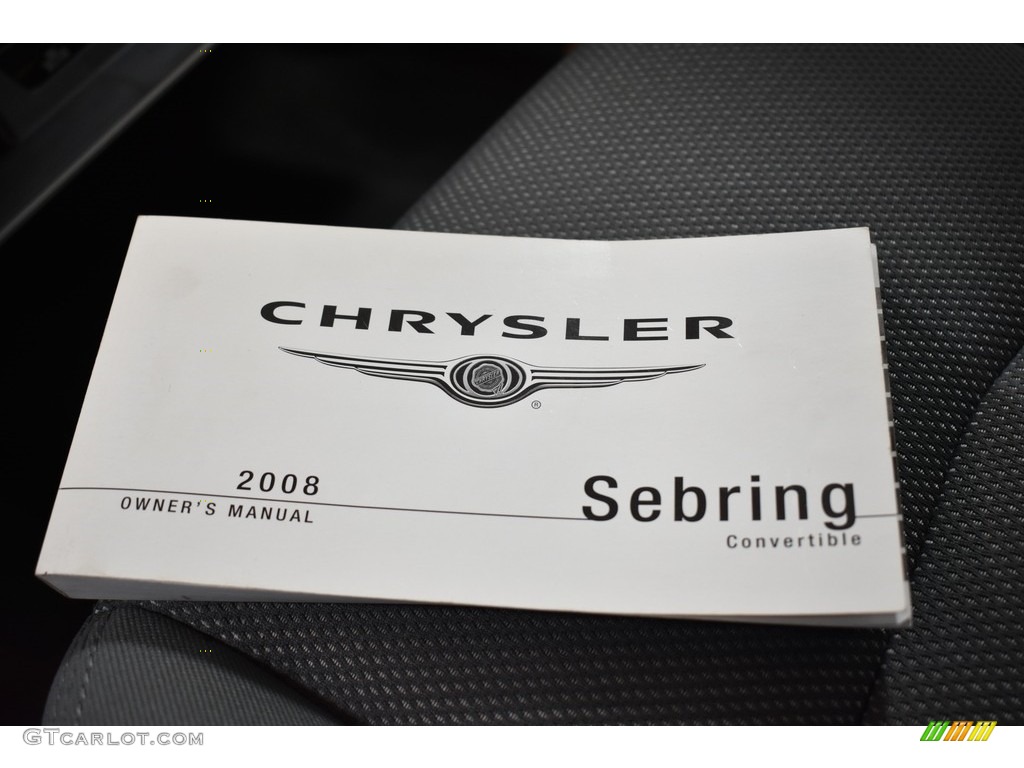 CHRYSLER
®
2008
OWNER'S MANUAL
Sebring
Convertible
GTCARLOT.COM